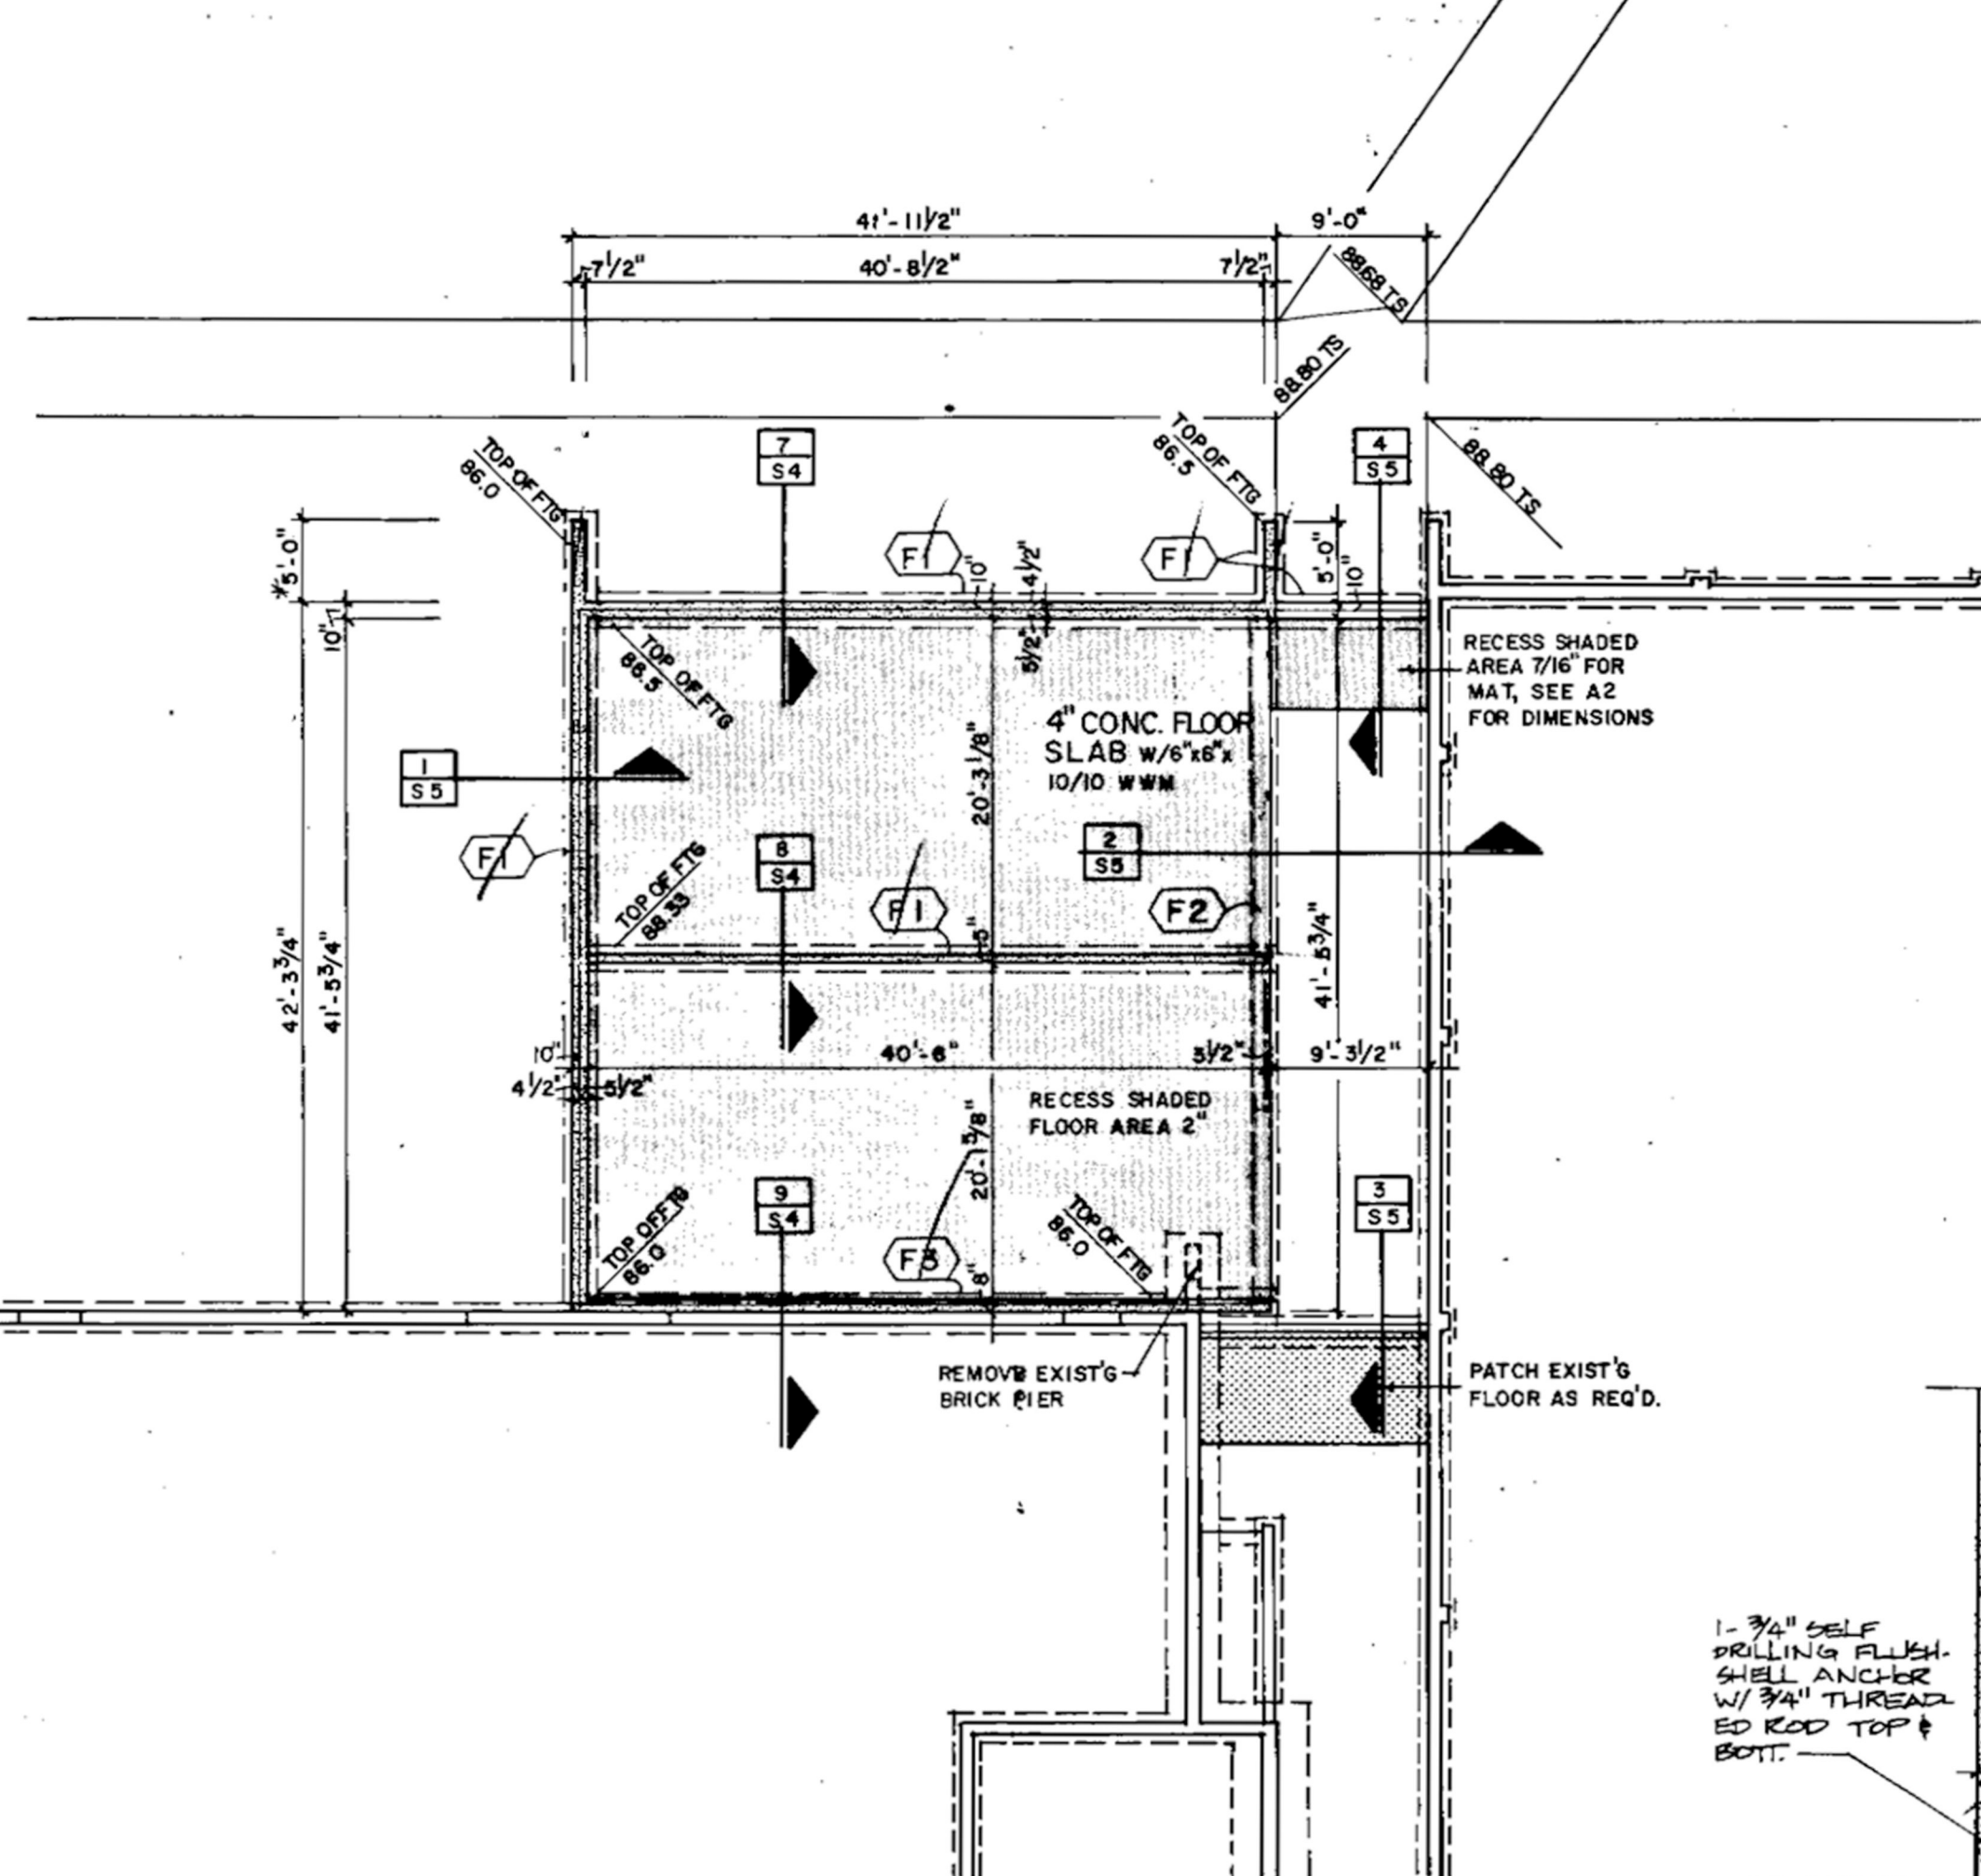 41'-11 1/2"
9'-0"
7 1/2"
40'-8 1/2"
7 1/2"
88.68 TS
88.80 TS
TOP OF FTG
86.0
7
S4
TOP OF FTG
86.5
4
S5
88.80 TS
5'-0"
F1
10"
4 1/2"
F1
5'-0"
10"
10"
TOP OF FTG
86.5
5 1/2"
RECESS SHADED
AREA 7/16" FOR
MAT, SEE A2
FOR DIMENSIONS
4" CONC. FLOOR
SLAB W/6"x6"x
10/10 WWM
1
S5
20'-3 1/8"
F1
TOP OF FTG
88.33
8
S4
2
S5
F1
F2
5"
42'-3 3/4"
41'-5 3/4"
41'-5 3/4"
10"
40'-6"
9'-3 1/2"
4 1/2"
5 1/2"
RECESS SHADED
FLOOR AREA 2"
TOP OF FTG
86.0
9
S4
F3
8"
TOP OF FTG
86.0
3
S5
REMOVE EXIST'G
BRICK PIER
PATCH EXIST'G
FLOOR AS REQ'D.
1- 3/4" SELF
DRILLING FLUSH-
SHELL ANCHOR
W/ 3/4" THREAD-
ED ROD TOP &
BOTT.